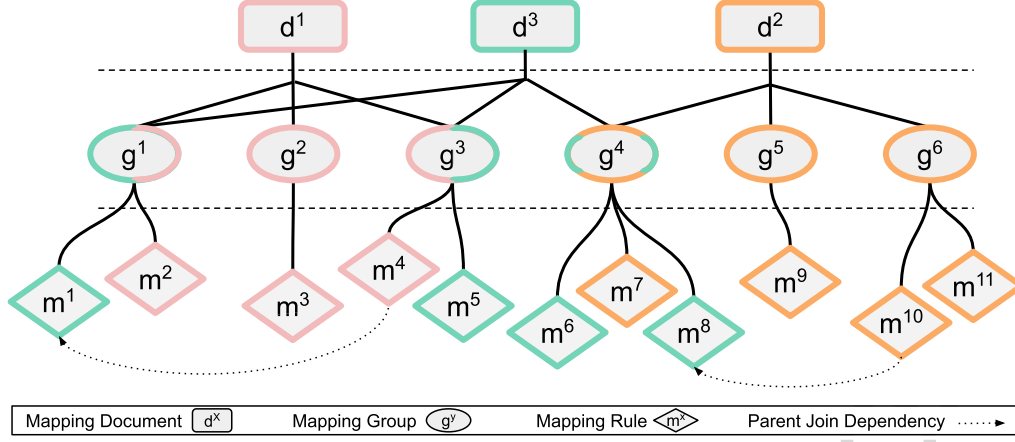 d¹ d³ d²
g¹ g² g³ g⁴ g⁵ g⁶
m¹ m² m³ m⁴ m⁵ m⁶ m⁷ m⁸ m⁹ m¹⁰ m¹¹
Mapping Document dˣ Mapping Group gʸ Mapping Rule mˣ Parent Join Dependency